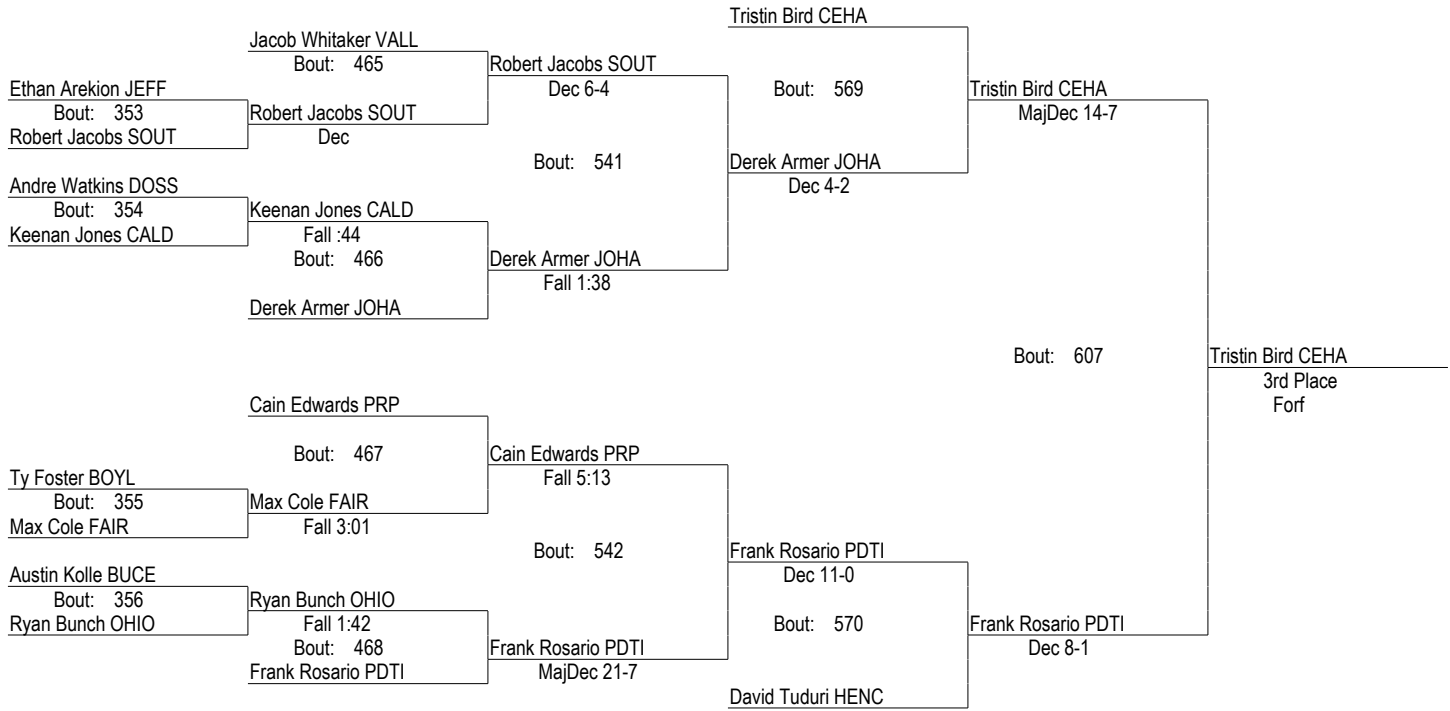 Tristin Bird CEHA
Jacob Whitaker VALL
Bout: 465
Robert Jacobs SOUT
Dec 6-4
Ethan Arekion JEFF
Bout: 353
Robert Jacobs SOUT
Robert Jacobs SOUT
Dec
Bout: 569
Tristin Bird CEHA
MajDec 14-7
Bout: 541
Derek Armer JOHA
Dec 4-2
Andre Watkins DOSS
Bout: 354
Keenan Jones CALD
Keenan Jones CALD
Fall :44
Bout: 466
Derek Armer JOHA
Fall 1:38
Derek Armer JOHA
Bout: 607
Tristin Bird CEHA
3rd Place
Forf
Cain Edwards PRP
Bout: 467
Cain Edwards PRP
Fall 5:13
Ty Foster BOYL
Bout: 355
Max Cole FAIR
Max Cole FAIR
Fall 3:01
Bout: 542
Frank Rosario PDTI
Dec 11-0
Austin Kolle BUCE
Bout: 356
Ryan Bunch OHIO
Ryan Bunch OHIO
Fall 1:42
Bout: 468
Frank Rosario PDTI
Frank Rosario PDTI
MajDec 21-7
Bout: 570
Frank Rosario PDTI
Dec 8-1
David Tuduri HENC